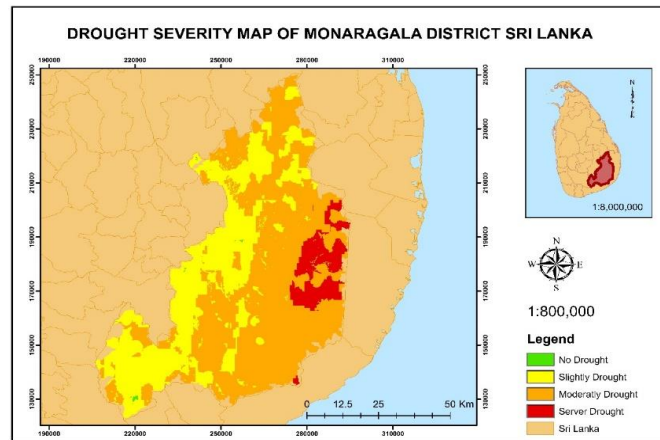 DROUGHT SEVERITY MAP OF MONARAGALA DISTRICT SRI LANKA
190000 220000 250000 280000 310000
250000
230000
210000
190000
170000
150000
130000
250000
230000
210000
190000
170000
150000
130000
0 12.5 25 50 Km
190000 220000 250000 280000 310000
N
1:8,000,000
N
W E
S
1:800,000
Legend
No Drought
Slightly Drought
Moderatly Drought
Server Drought
Sri Lanka